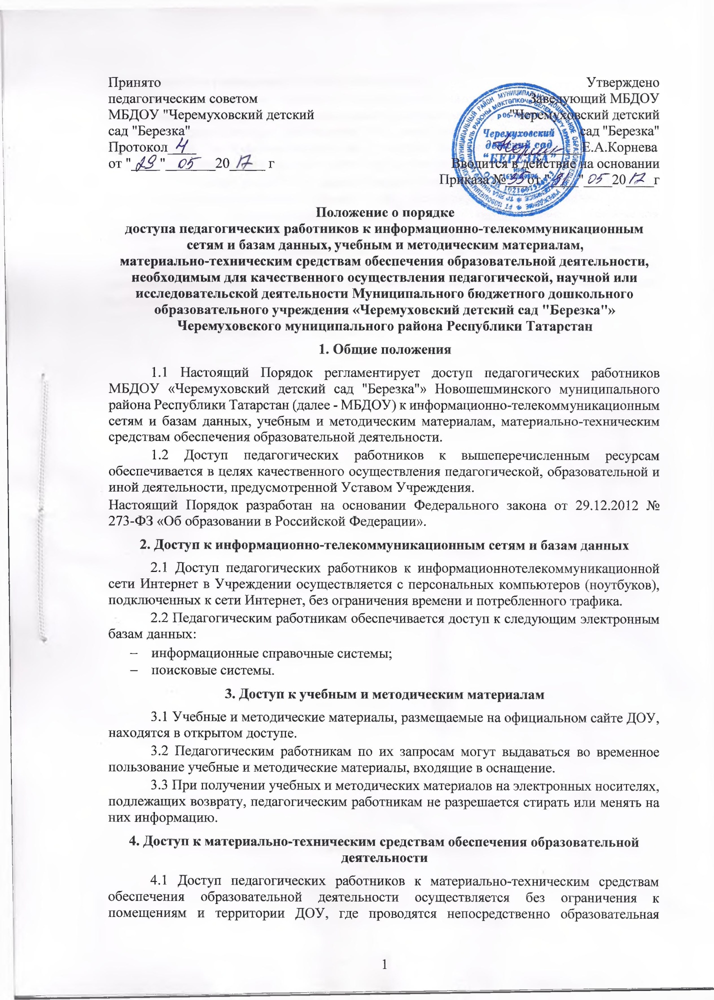 Принято
педагогическим советом
МБДОУ "Черемуховский детский
сад "Березка"
Протокол 4
от "29" 05 2017 г
Утверждено
Заведующий МБДОУ
"Черемуховский детский
сад "Березка"
Е.А.Корнева
Вводится в действие на основании
Приказа № 35 от "31" 05 2017 г
Черемуховский
детский сад
"БЕРЕЗКА"
ИНН
Положение о порядке
доступа педагогических работников к информационно-телекоммуникационным
сетям и базам данных, учебным и методическим материалам,
материально-техническим средствам обеспечения образовательной деятельности,
необходимым для качественного осуществления педагогической, научной или
исследовательской деятельности Муниципального бюджетного дошкольного
образовательного учреждения «Черемуховский детский сад "Березка"»
Черемуховского муниципального района Республики Татарстан
1. Общие положения
1.1 Настоящий Порядок регламентирует доступ педагогических работников
МБДОУ «Черемуховский детский сад "Березка"» Новошешминского муниципального
района Республики Татарстан (далее - МБДОУ) к информационно-телекоммуникационным
сетям и базам данных, учебным и методическим материалам, материально-техническим
средствам обеспечения образовательной деятельности.
1.2 Доступ педагогических работников к вышеперечисленным ресурсам
обеспечивается в целях качественного осуществления педагогической, образовательной и
иной деятельности, предусмотренной Уставом Учреждения.
Настоящий Порядок разработан на основании Федерального закона от 29.12.2012 №
273-ФЗ «Об образовании в Российской Федерации».
2. Доступ к информационно-телекоммуникационным сетям и базам данных
2.1 Доступ педагогических работников к информационнотелекоммуникационной
сети Интернет в Учреждении осуществляется с персональных компьютеров (ноутбуков),
подключенных к сети Интернет, без ограничения времени и потребленного трафика.
2.2 Педагогическим работникам обеспечивается доступ к следующим электронным
базам данных:
– информационные справочные системы;
– поисковые системы.
3. Доступ к учебным и методическим материалам
3.1 Учебные и методические материалы, размещаемые на официальном сайте ДОУ,
находятся в открытом доступе.
3.2 Педагогическим работникам по их запросам могут выдаваться во временное
пользование учебные и методические материалы, входящие в оснащение.
3.3 При получении учебных и методических материалов на электронных носителях,
подлежащих возврату, педагогическим работникам не разрешается стирать или менять на
них информацию.
4. Доступ к материально-техническим средствам обеспечения образовательной
деятельности
4.1 Доступ педагогических работников к материально-техническим средствам
обеспечения образовательной деятельности осуществляется без ограничения к
помещениям и территории ДОУ, где проводятся непосредственно образовательная
1